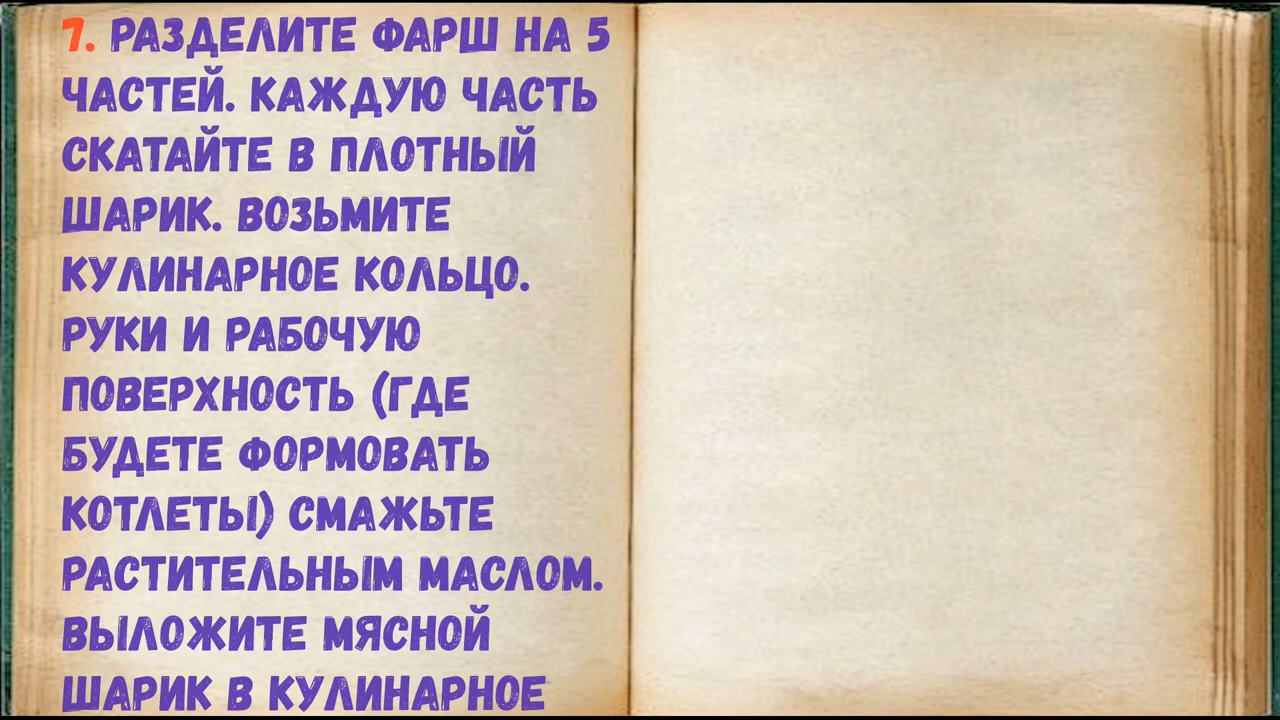 7. РАЗДЕЛИТЕ ФАРШ НА 5
ЧАСТЕЙ. КАЖДУЮ ЧАСТЬ
СКАТАЙТЕ В ПЛОТНЫЙ
ШАРИК. ВОЗЬМИТЕ
КУЛИНАРНОЕ КОЛЬЦО.
РУКИ И РАБОЧУЮ
ПОВЕРХНОСТЬ (ГДЕ
БУДЕТЕ ФОРМОВАТЬ
КОТЛЕТЫ) СМАЖЬТЕ
РАСТИТЕЛЬНЫМ МАСЛОМ.
ВЫЛОЖИТЕ МЯСНОЙ
ШАРИК В КУЛИНАРНОЕ